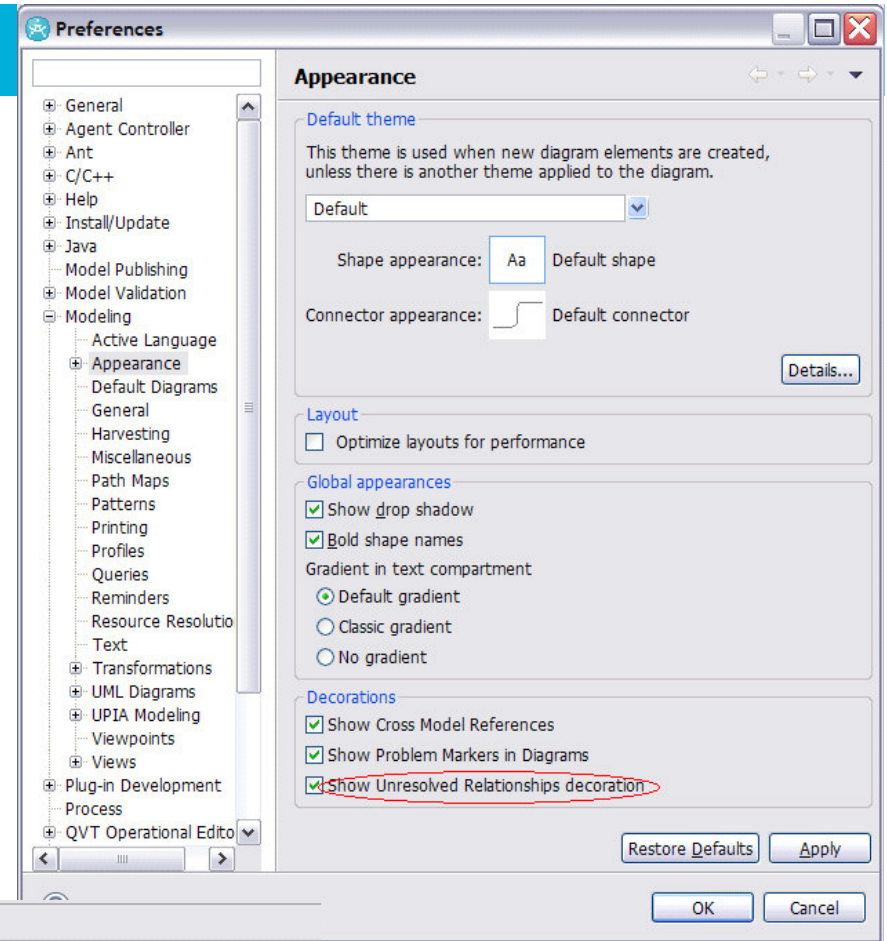 Preferences
Appearance
General
Agent Controller
Ant
C/C++
Help
Install/Update
Java
Model Publishing
Model Validation
Modeling
Active Language
Appearance
Default Diagrams
General
Harvesting
Miscellaneous
Path Maps
Patterns
Printing
Profiles
Queries
Reminders
Resource Resolutio
Text
Transformations
UML Diagrams
UPIA Modeling
Viewpoints
Views
Plug-in Development
Process
QVT Operational Edito
Default theme
This theme is used when new diagram elements are created,
unless there is another theme applied to the diagram.
Default
Shape appearance: Aa Default shape
Connector appearance: Default connector
Details...
Layout
Optimize layouts for performance
Global appearances
Show drop shadow
Bold shape names
Gradient in text compartment
Default gradient
Classic gradient
No gradient
Decorations
Show Cross Model References
Show Problem Markers in Diagrams
Show Unresolved Relationships decoration
Restore Defaults Apply
OK Cancel